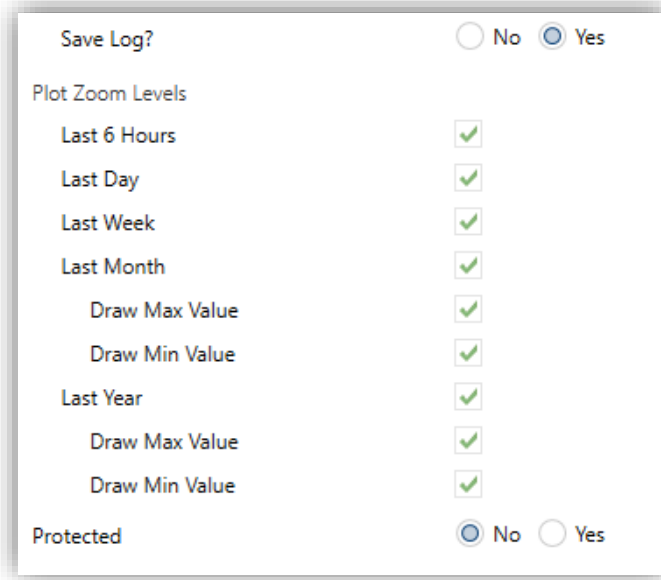 Save Log? No Yes
Plot Zoom Levels
Last 6 Hours
Last Day
Last Week
Last Month
Draw Max Value
Draw Min Value
Last Year
Draw Max Value
Draw Min Value
Protected No Yes